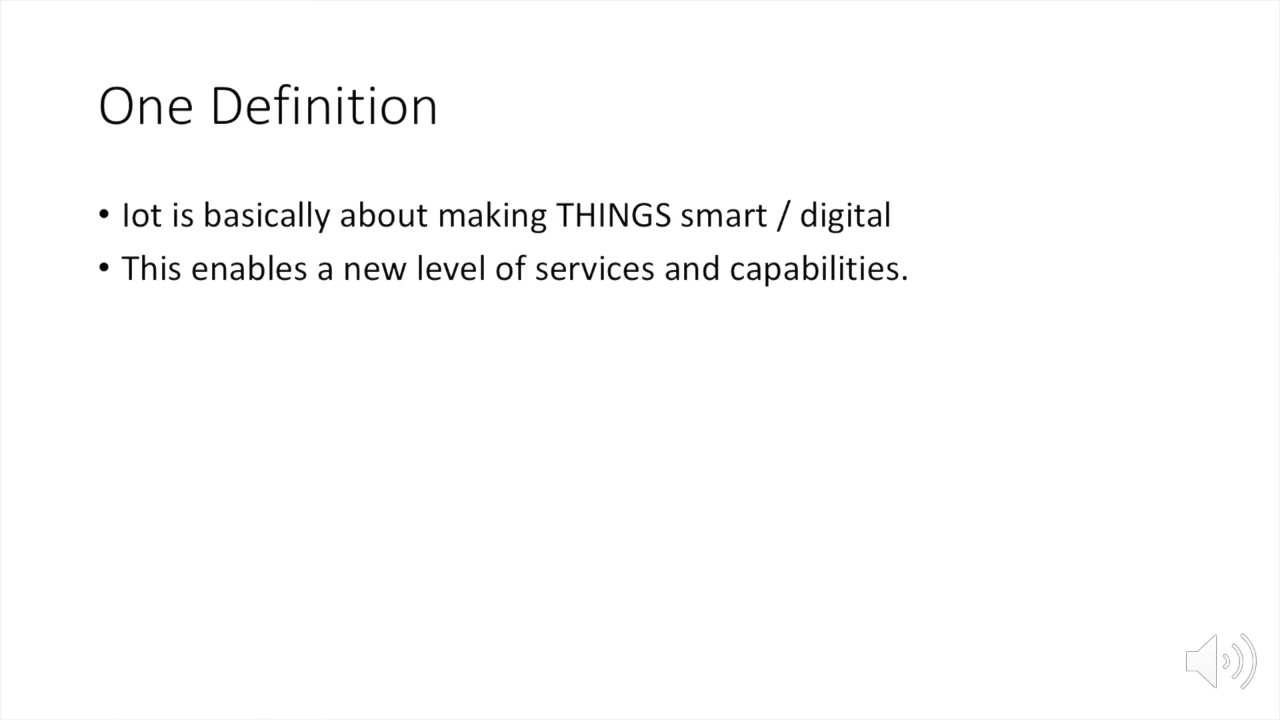 One Definition
• Iot is basically about making THINGS smart / digital
• This enables a new level of services and capabilities.